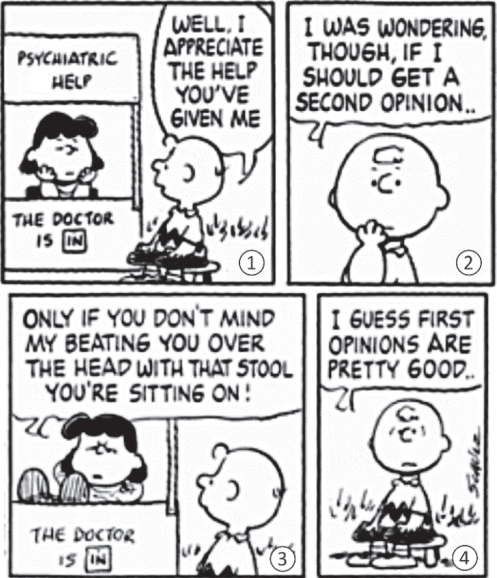 PSYCHIATRIC
HELP
WELL, I
APPRECIATE
THE HELP
YOU'VE
GIVEN ME
THE DOCTOR
IS IN
①
I WAS WONDERING,
THOUGH, IF I
SHOULD GET A
SECOND OPINION..
②
ONLY IF YOU DON'T MIND
MY BEATING YOU OVER
THE HEAD WITH THAT STOOL
YOU'RE SITTING ON!
THE DOCTOR
IS IN
③
I GUESS FIRST
OPINIONS ARE
PRETTY GOOD..
SCHULZ
④